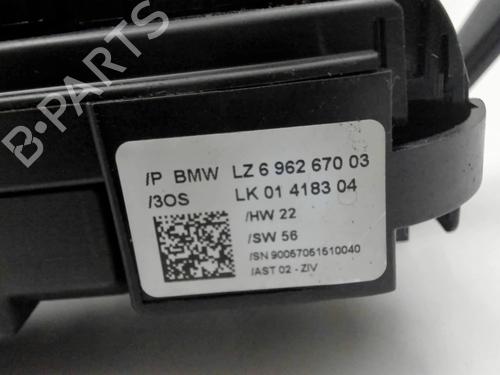 B-PARTS
/P BMW LZ 6 962 670 03
/3OS LK 01 4183 04
/HW 22
/SW 56
/SN 90057051510040
/AST 02 - ZIV